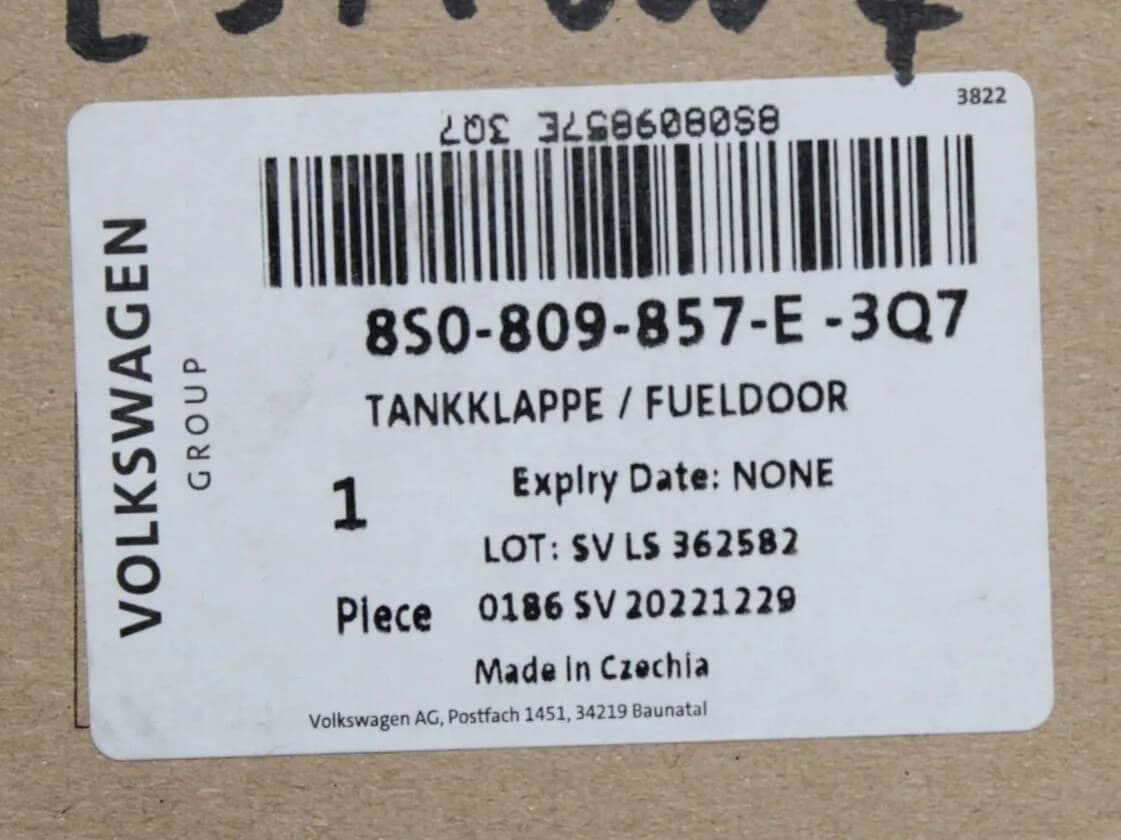 3822
8S0809857E 3Q7
8S0-809-857-E -3Q7
TANKKLAPPE / FUELDOOR
Expiry Date: NONE
1
LOT: SV LS 362582
Piece
0186 SV 20221229
Made in Czechia
Volkswagen AG, Postfach 1451, 34219 Baunatal
VOLKSWAGEN
GROUP